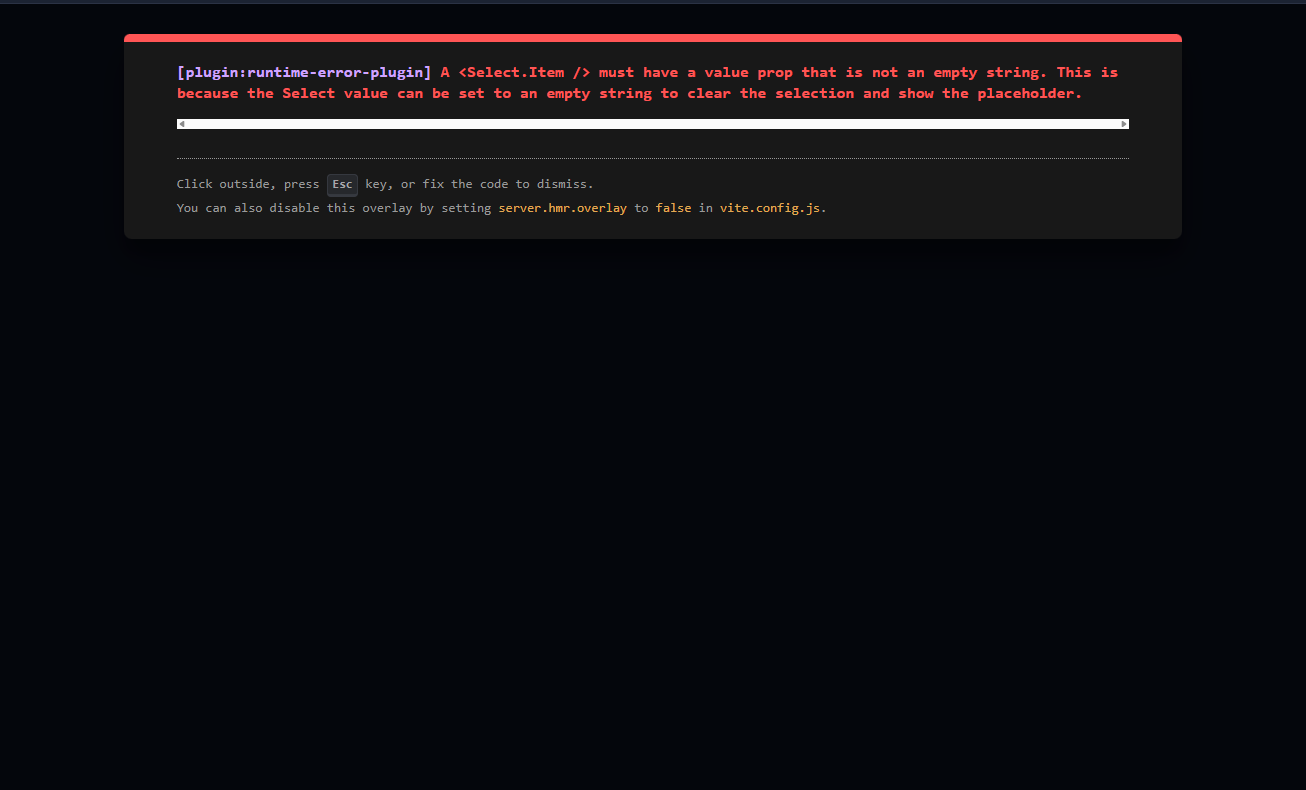 [plugin:runtime-error-plugin] A <Select.Item /> must have a value prop that is not an empty string. This is
because the Select value can be set to an empty string to clear the selection and show the placeholder.
Click outside, press Esc key, or fix the code to dismiss.
You can also disable this overlay by setting server.hmr.overlay to false in vite.config.js.